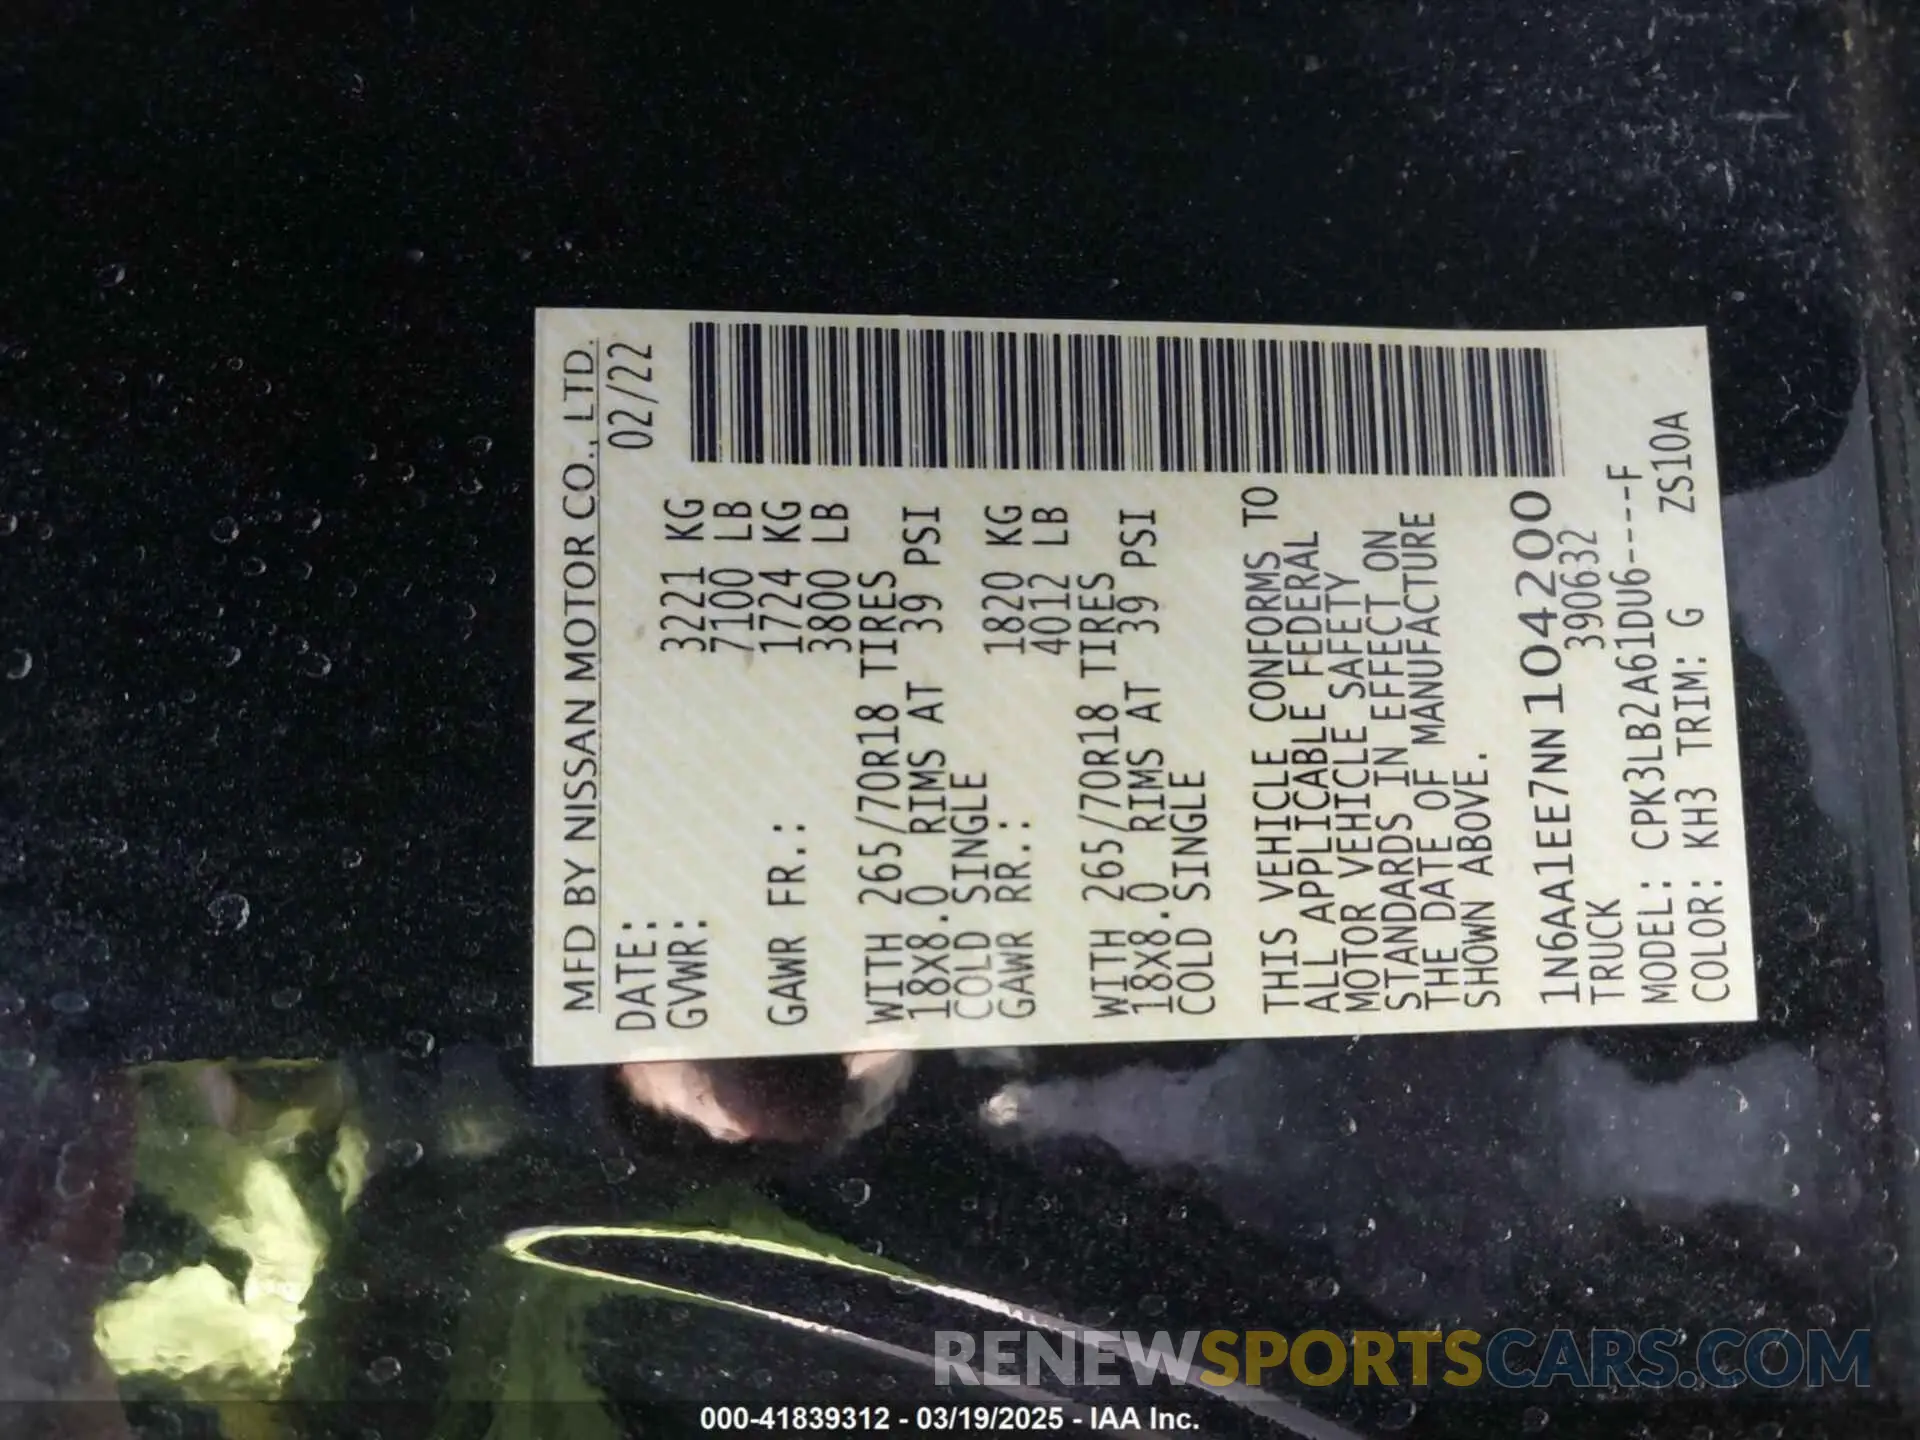 MFD BY NISSAN MOTOR CO., LTD.
DATE: 02/22
GVWR: 3221 KG
7100 LB
GAWR FR.: 1724 KG
3800 LB
WITH 265/70R18 TIRES
18X8.0 RIMS AT 39 PSI
COLD SINGLE
GAWR RR.: 1820 KG
4012 LB
WITH 265/70R18 TIRES
18X8.0 RIMS AT 39 PSI
COLD SINGLE
THIS VEHICLE CONFORMS TO
ALL APPLICABLE FEDERAL
MOTOR VEHICLE SAFETY
STANDARDS IN EFFECT ON
THE DATE OF MANUFACTURE
SHOWN ABOVE.
1N6AA1EE7NN104200
TRUCK 390632
MODEL: CPK3LB2A61DU6----F
COLOR: KH3 TRIM: G ZS10A
RENEWSPORTSCARS.COM
000-41839312 - 03/19/2025 - IAA Inc.